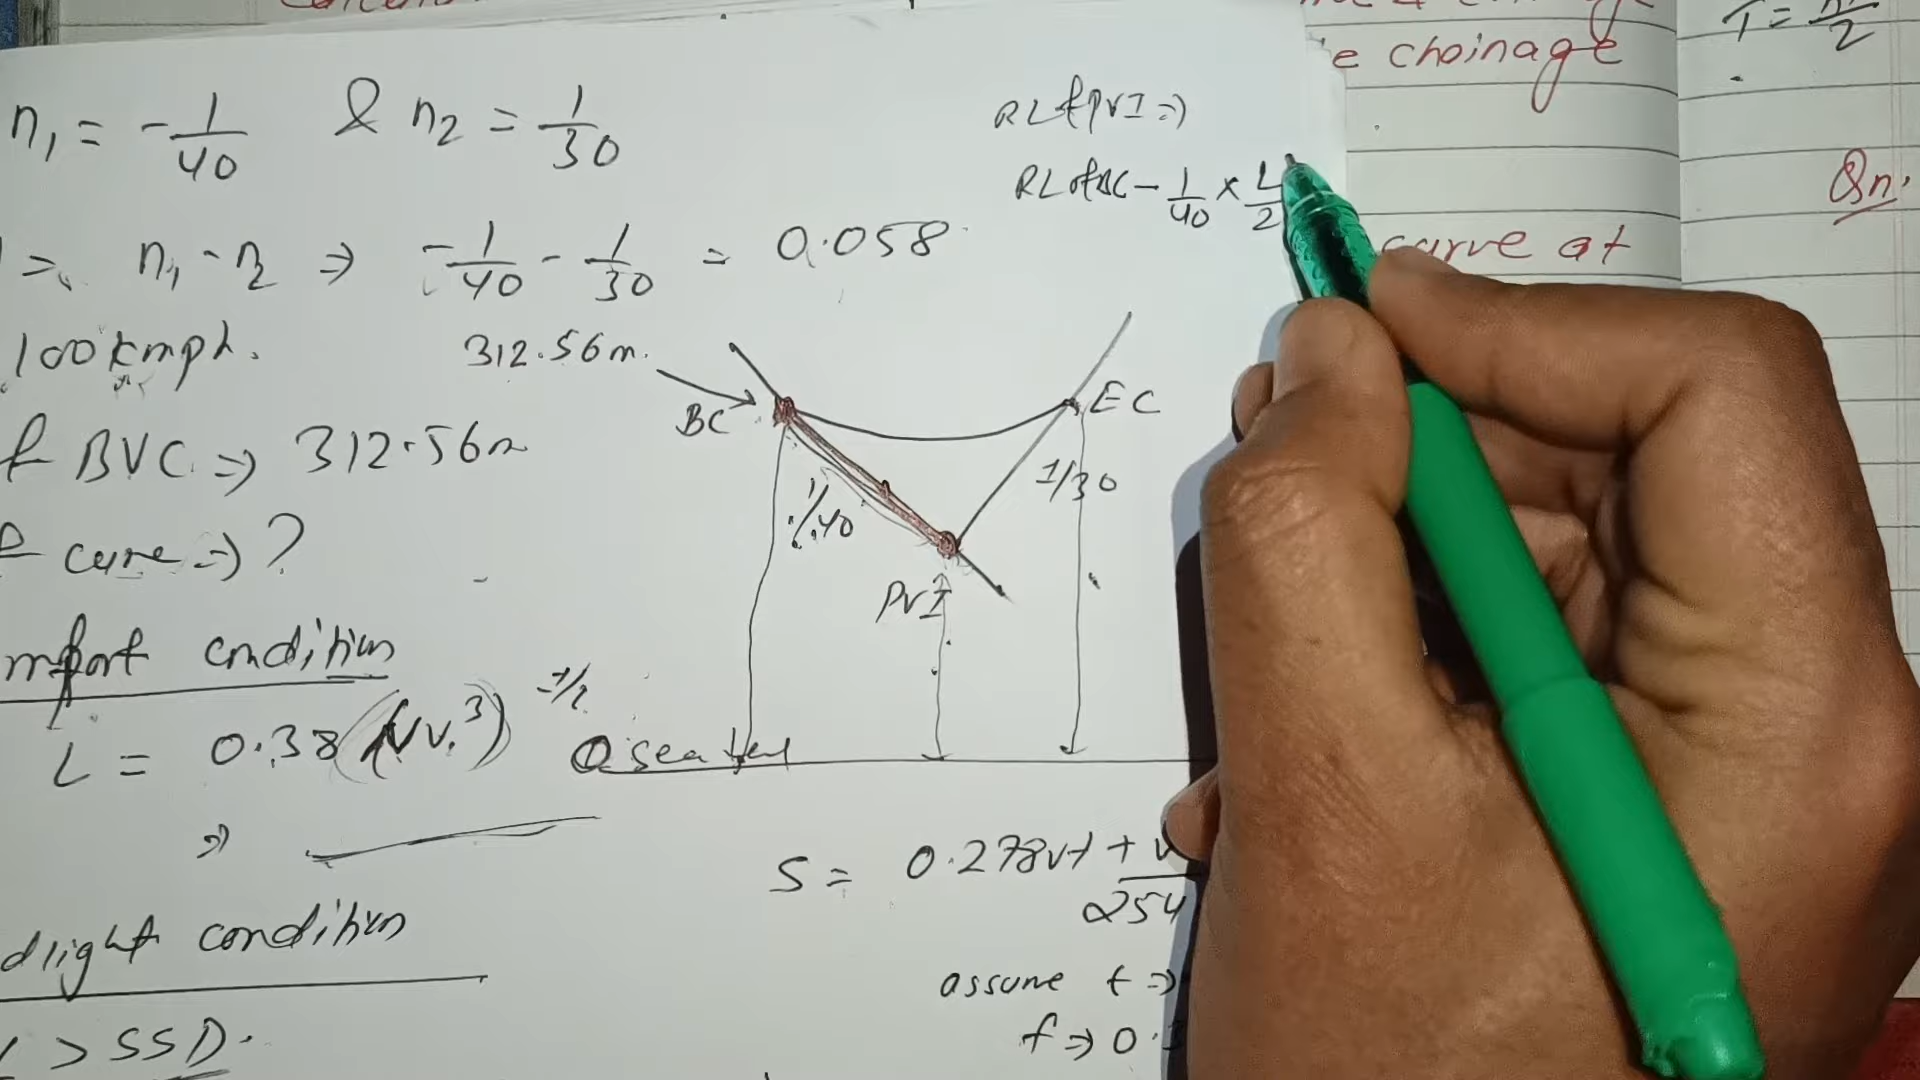 n₁ = -1/40 & n₂ = 1/30
RL of PVI ⇒
RL of BC - 1/40 × L/2
⇒ n₁ - n₂ ⇒ -1/40 - 1/30 = 0.058
100 kmph.
312.56m.
BC
EC
f BVC ⇒ 312.56m
1/40
1/30
curve ⇒ ?
PVI
mfort condition
L = 0.38 (NV³)^1/2
⇒
S = 0.278vt + v
254
dlight condition
assume t ⇒
f ⇒ 0.3
> SSD.
T =
2
e chainage
Qn.
curve at